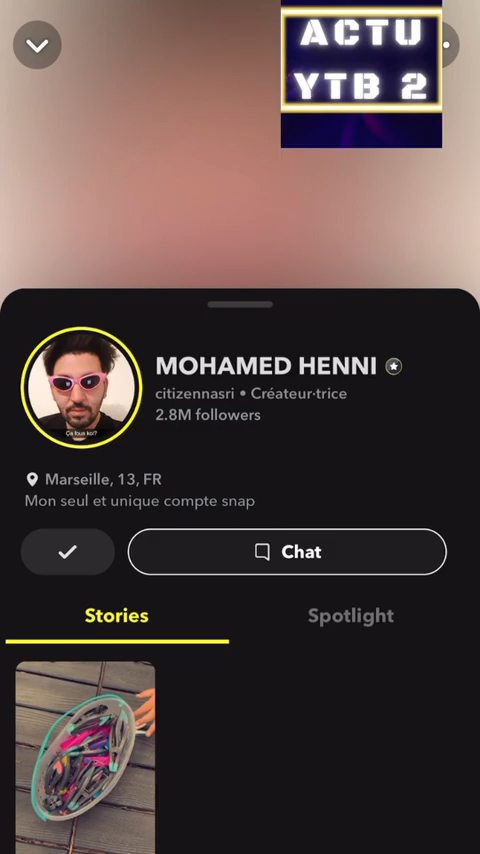 ACTU
YTB 2
MOHAMED HENNI
citizennasri • Créateur·trice
2.8M followers
Ça tous koi?
Marseille, 13, FR
Mon seul et unique compte snap
Chat
Stories
Spotlight